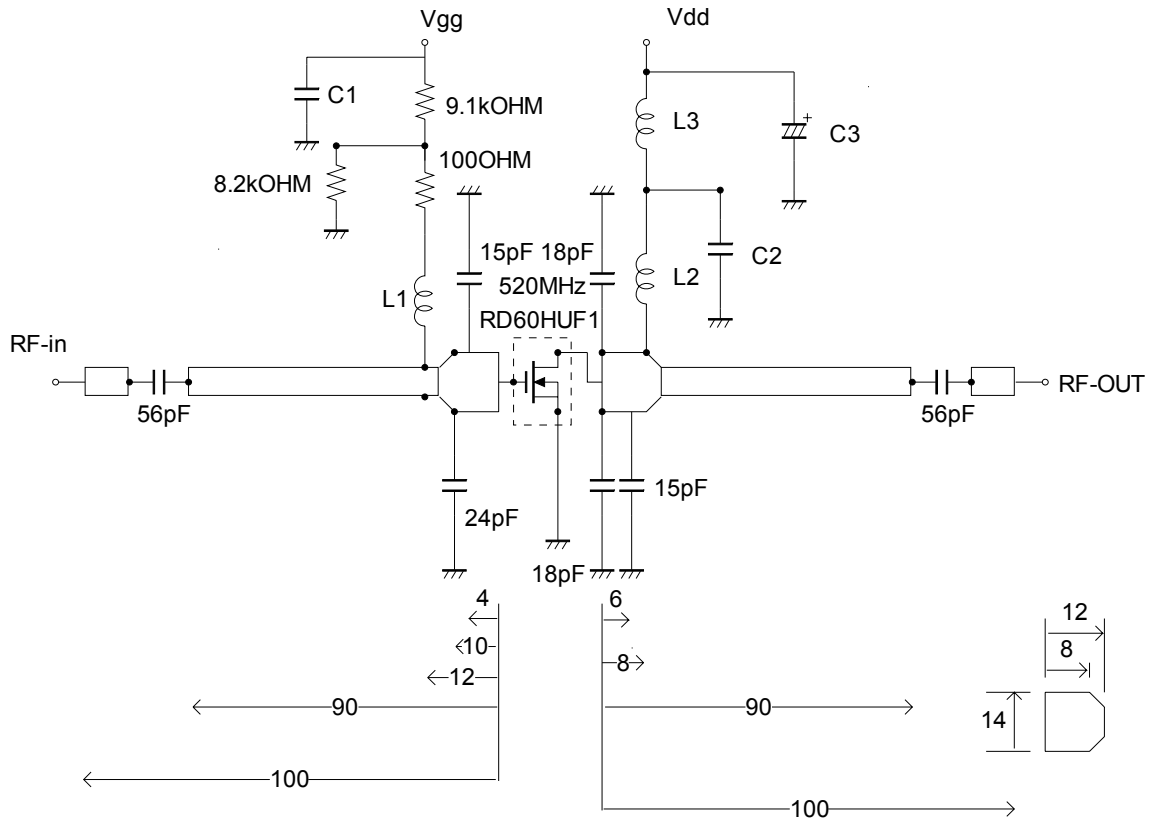 Vgg
Vdd
C1
9.1kOHM
L3
+
C3
100OHM
8.2kOHM
15pF 18pF
C2
520MHz
L2
L1
RD60HUF1
RF-in
RF-OUT
56pF
56pF
15pF
24pF
18pF
4
6
12
10
8
8
12
90
90
14
100
100